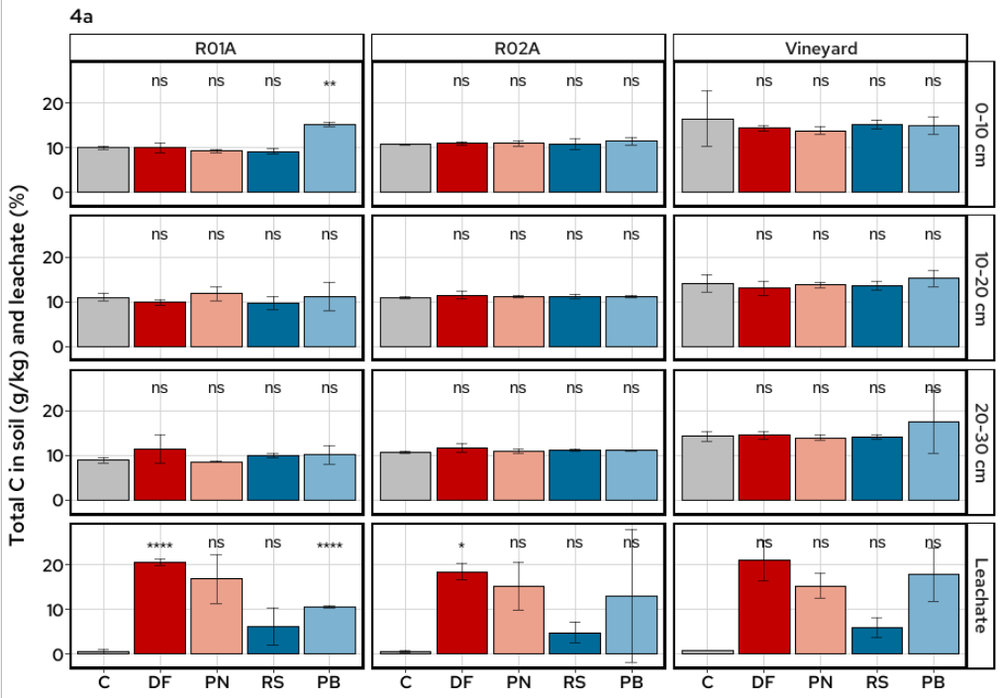 4a
R01A R02A Vineyard
ns ns ns ** ns ns ns ns ns ns ns ns
20
10
0
0-10 cm
ns ns ns ns ns ns ns ns ns ns ns ns
20
10
0
10-20 cm
ns ns ns ns ns ns ns ns ns ns ns ns
20
10
0
20-30 cm
**** ns ns **** * ns ns ns ns ns ns ns
20
10
0
Leachate
C DF PN RS PB C DF PN RS PB C DF PN RS PB
Total C in soil (g/kg) and leachate (%)